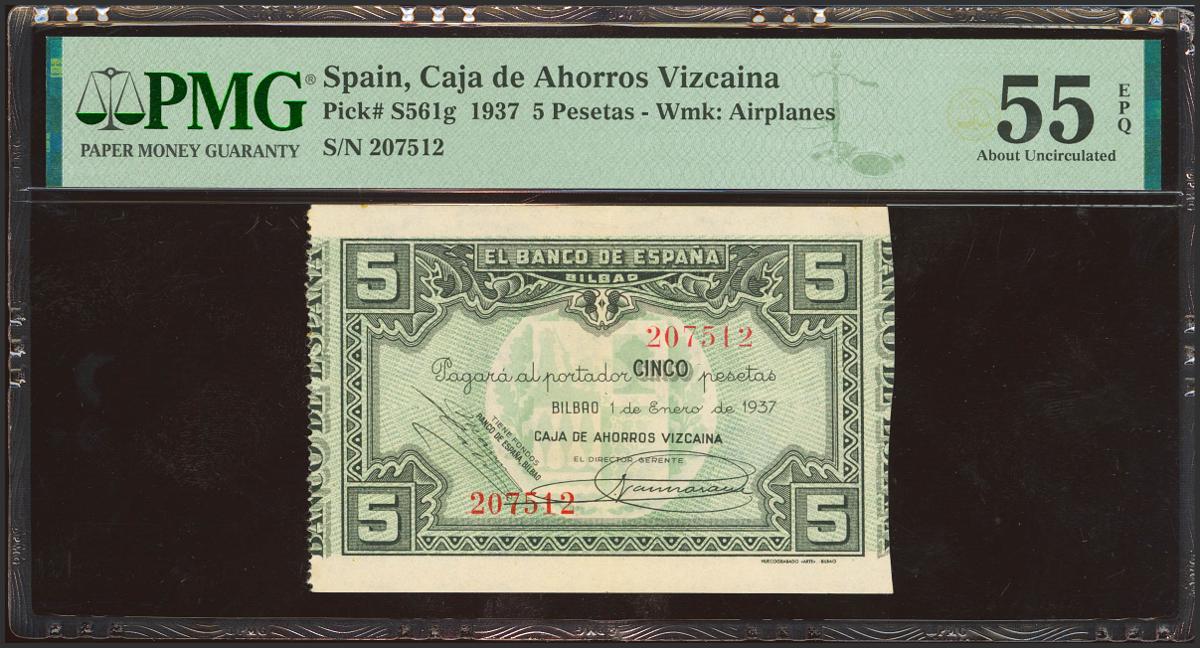 PMG®
PAPER MONEY GUARANTY
Spain, Caja de Ahorros Vizcaina
Pick# S561g 1937 5 Pesetas - Wmk: Airplanes
S/N 207512
55
EPQ
About Uncirculated
5
EL BANCO DE ESPAÑA
BILBAO
5
207512
Pagará al portador CINCO pesetas
BILBAO 1 de Enero de 1937
CAJA DE AHORROS VIZCAINA
EL DIRECTOR GERENTE
TIENE FONDOS
BANCO DE ESPAÑA, BILBAO
207512
5
5
BANCO DE ESPAÑA
BANCO DE
HUECOGRABADO «ARTE». BILBAO